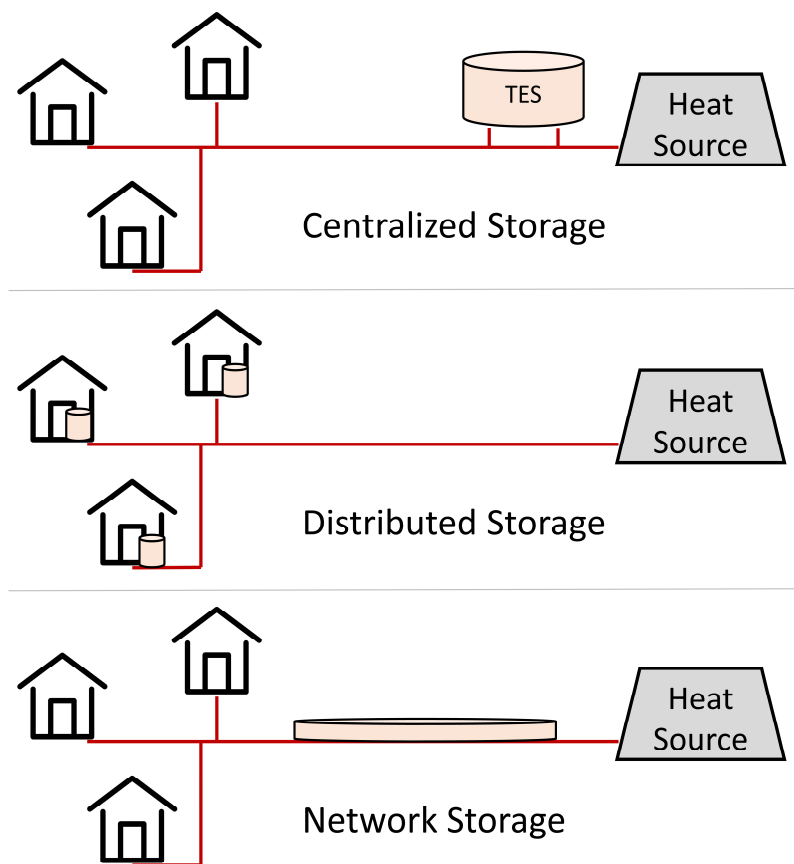 TES
Heat
Source
Centralized Storage
Heat
Source
Distributed Storage
Heat
Source
Network Storage